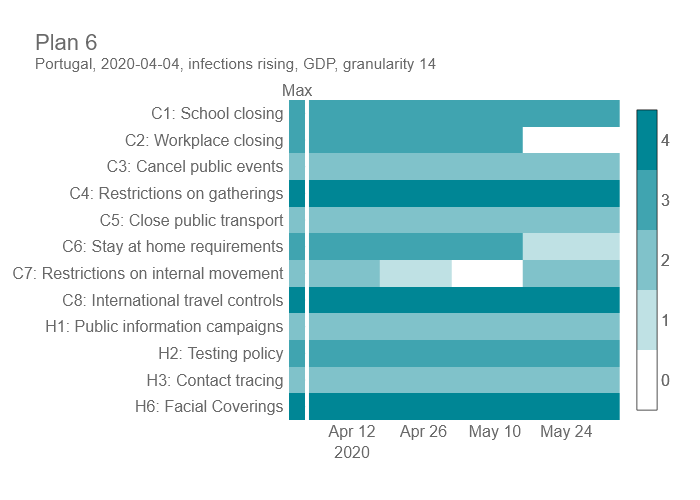 Plan 6
Portugal, 2020-04-04, infections rising, GDP, granularity 14
Max
C1: School closing
C2: Workplace closing
C3: Cancel public events
C4: Restrictions on gatherings
C5: Close public transport
C6: Stay at home requirements
C7: Restrictions on internal movement
C8: International travel controls
H1: Public information campaigns
H2: Testing policy
H3: Contact tracing
H6: Facial Coverings
Apr 12 Apr 26 May 10 May 24
2020
4
3
2
1
0